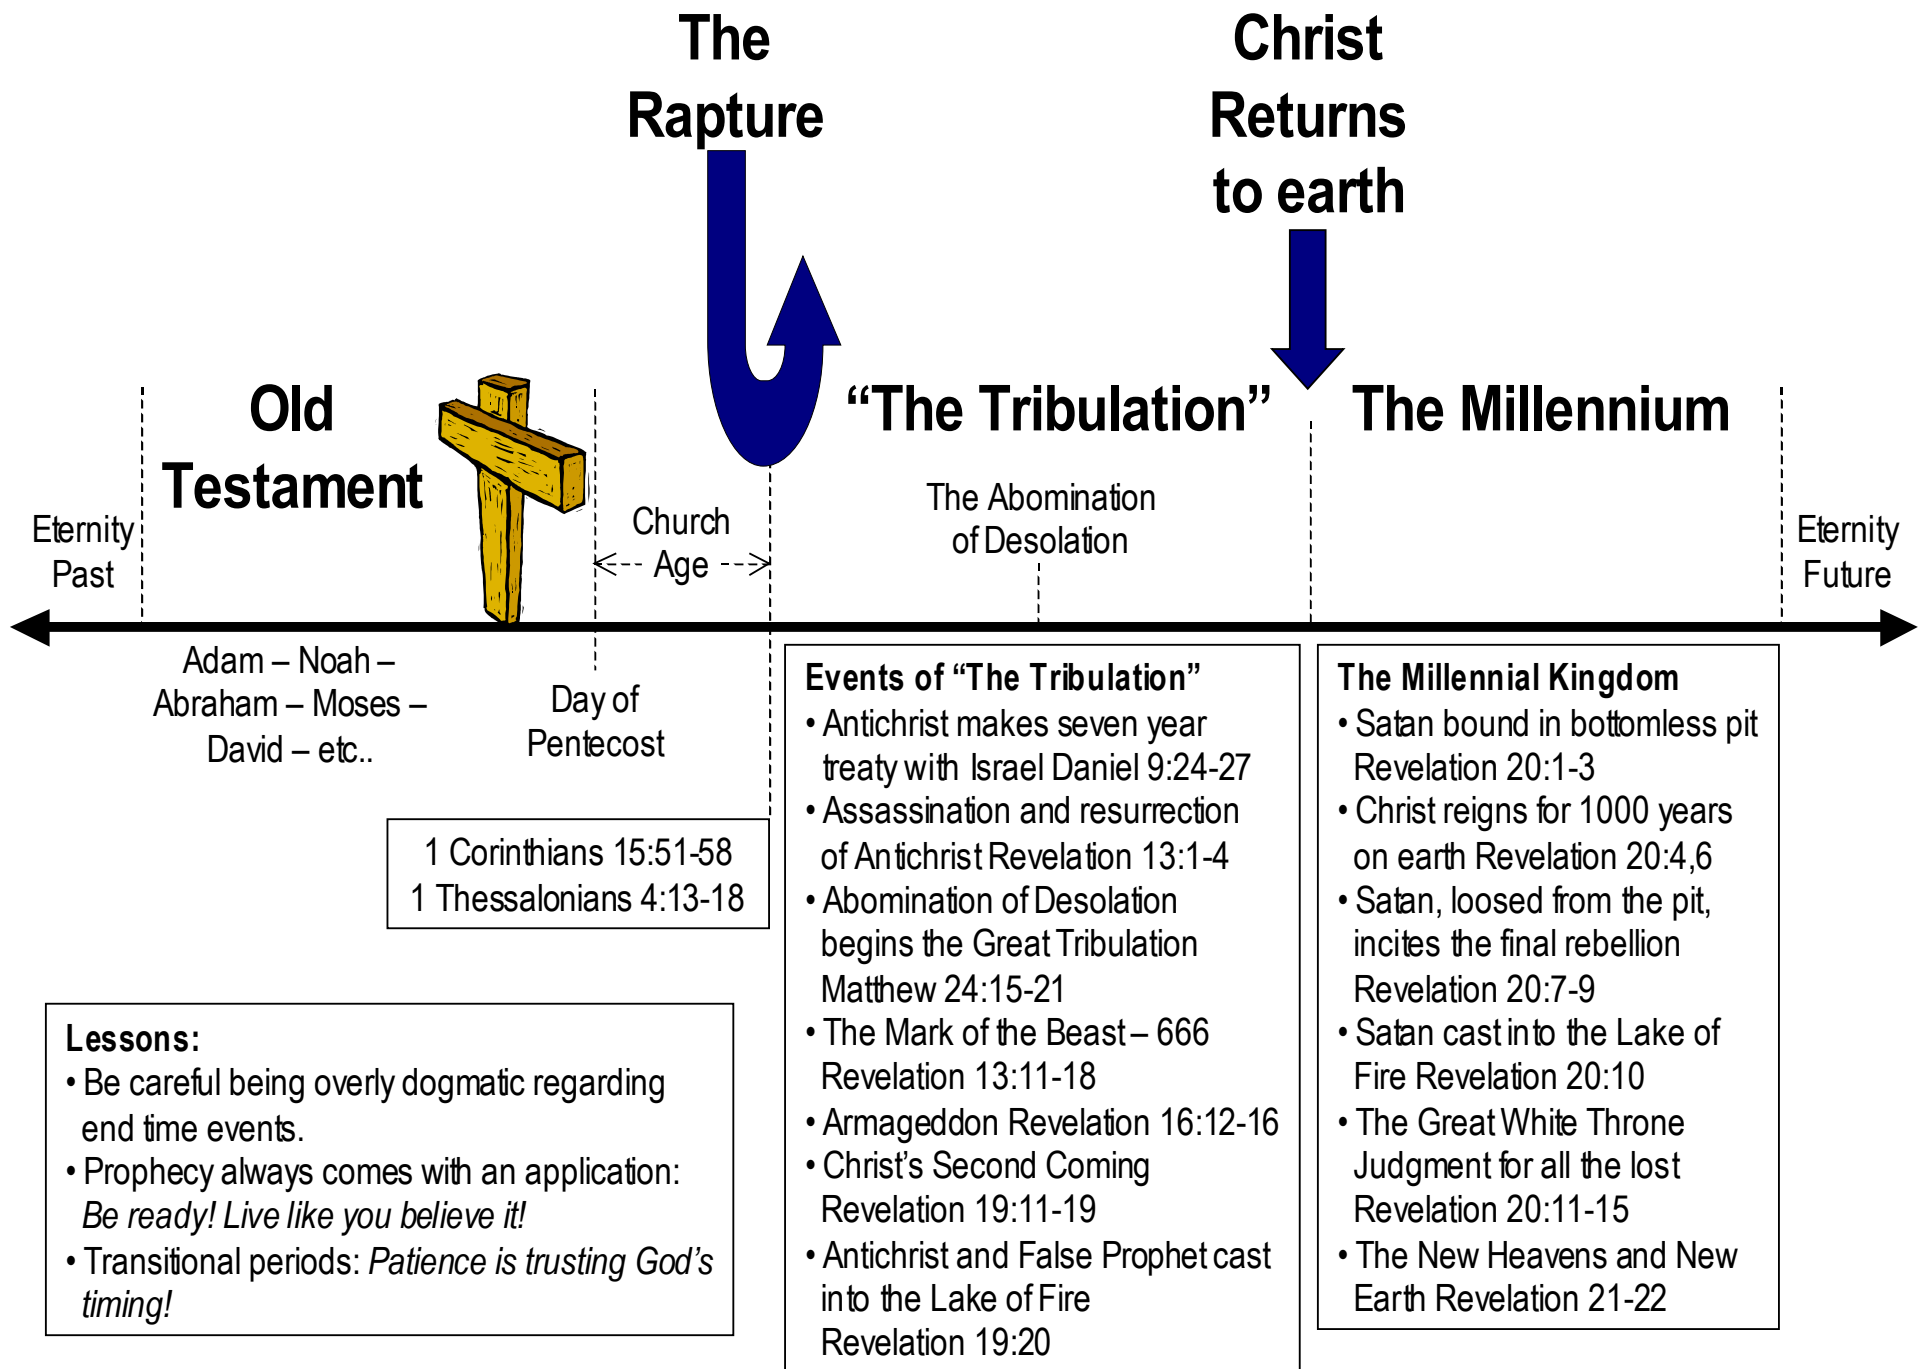 The
Rapture
Christ
Returns
to earth
Old
Testament
“The Tribulation”
The Millennium
Eternity
Past
Church
Age
The Abomination
of Desolation
Eternity
Future
Adam – Noah –
Abraham – Moses –
David – etc..
Day of
Pentecost
1 Corinthians 15:51-58
1 Thessalonians 4:13-18
Lessons:
• Be careful being overly dogmatic regarding
end time events.
• Prophecy always comes with an application:
Be ready! Live like you believe it!
• Transitional periods: Patience is trusting God’s
timing!
Events of “The Tribulation”
• Antichrist makes seven year
treaty with Israel Daniel 9:24-27
• Assassination and resurrection
of Antichrist Revelation 13:1-4
• Abomination of Desolation
begins the Great Tribulation
Matthew 24:15-21
• The Mark of the Beast – 666
Revelation 13:11-18
• Armageddon Revelation 16:12-16
• Christ’s Second Coming
Revelation 19:11-19
• Antichrist and False Prophet cast
into the Lake of Fire
Revelation 19:20
The Millennial Kingdom
• Satan bound in bottomless pit
Revelation 20:1-3
• Christ reigns for 1000 years
on earth Revelation 20:4,6
• Satan, loosed from the pit,
incites the final rebellion
Revelation 20:7-9
• Satan cast into the Lake of
Fire Revelation 20:10
• The Great White Throne
Judgment for all the lost
Revelation 20:11-15
• The New Heavens and New
Earth Revelation 21-22